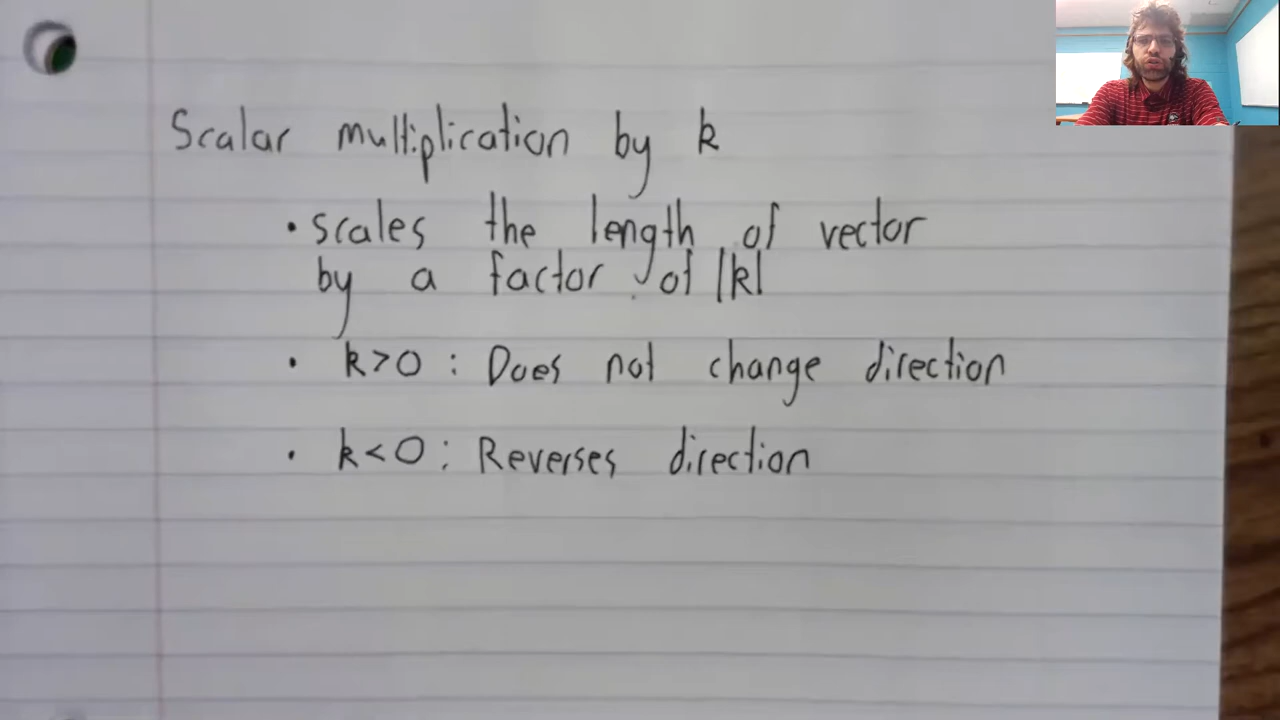 Scalar multiplication by k
• scales the length of vector
by a factor of |k|
• k>0 : Does not change direction
• k<0 : Reverses direction